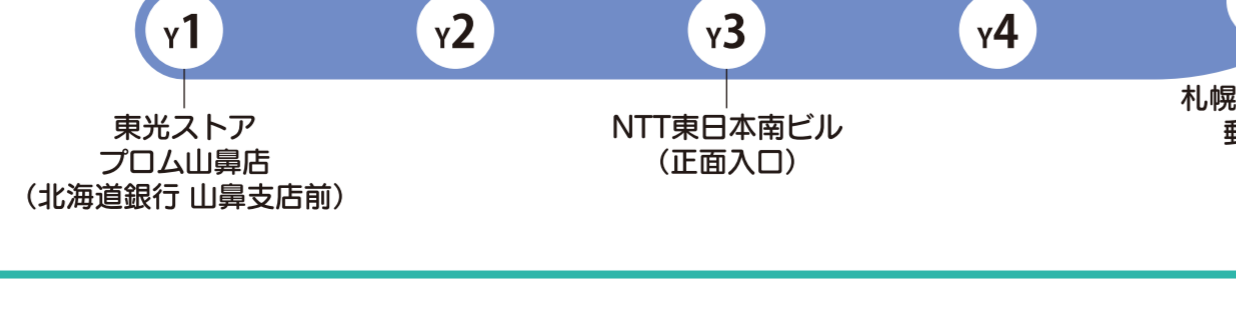 Y1 Y2 Y3 Y4
東光ストア
プロム山鼻店
（北海道銀行 山鼻支店前）
NTT東日本南ビル
（正面入口）
札幌